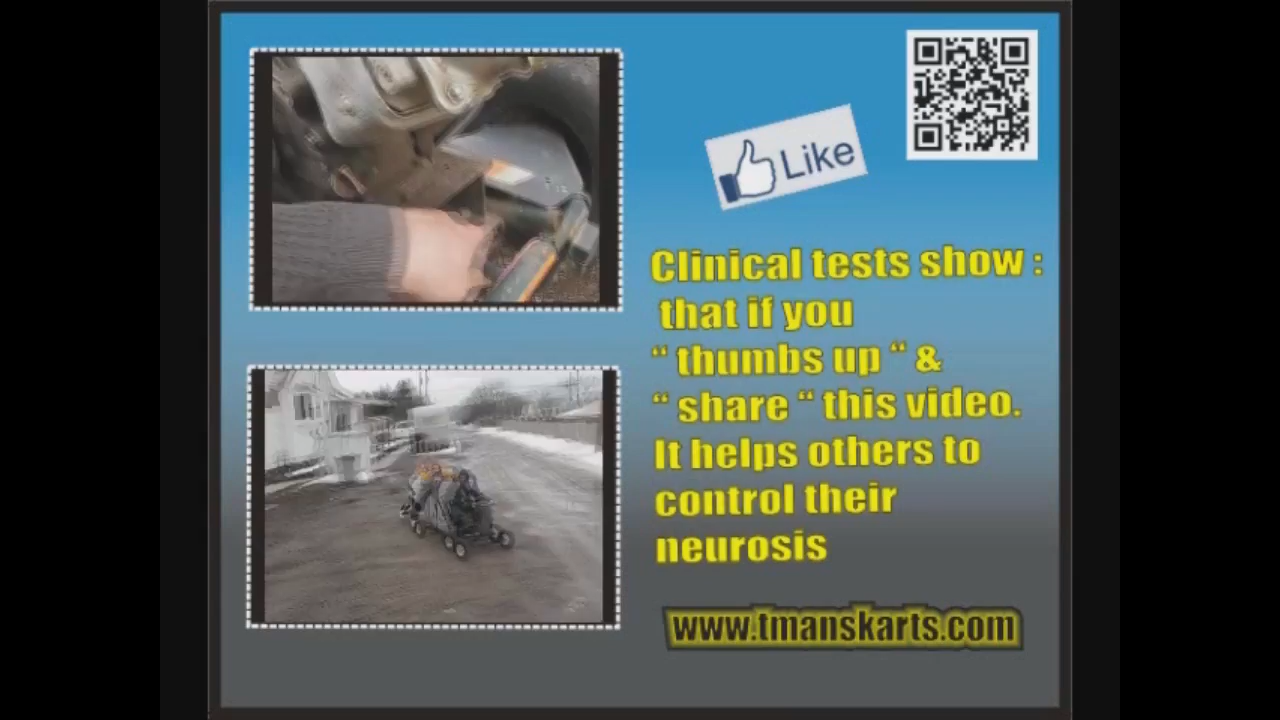 Like
Clinical tests show :
that if you
“ thumbs up “ &
“ share “ this video.
It helps others to
control their
neurosis
www.tmanskarts.com